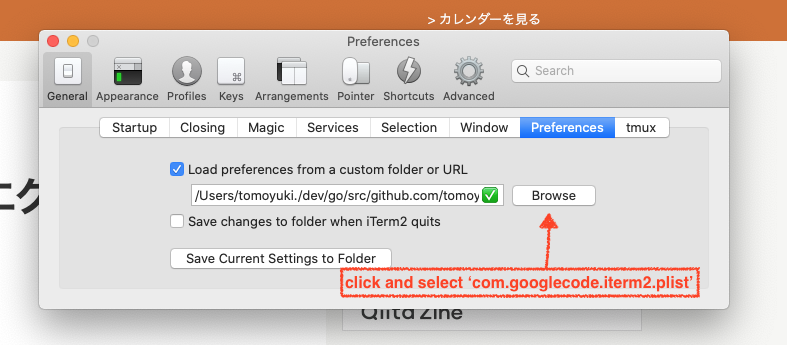 > カレンダーを見る
Preferences
General Appearance Profiles Keys Arrangements Pointer Shortcuts Advanced
Search
Startup Closing Magic Services Selection Window Preferences tmux
Load preferences from a custom folder or URL
/Users/tomoyuki./dev/go/src/github.com/tomoy
Browse
Save changes to folder when iTerm2 quits
Save Current Settings to Folder
click and select ‘com.googlecode.iterm2.plist’
Qiita Zine